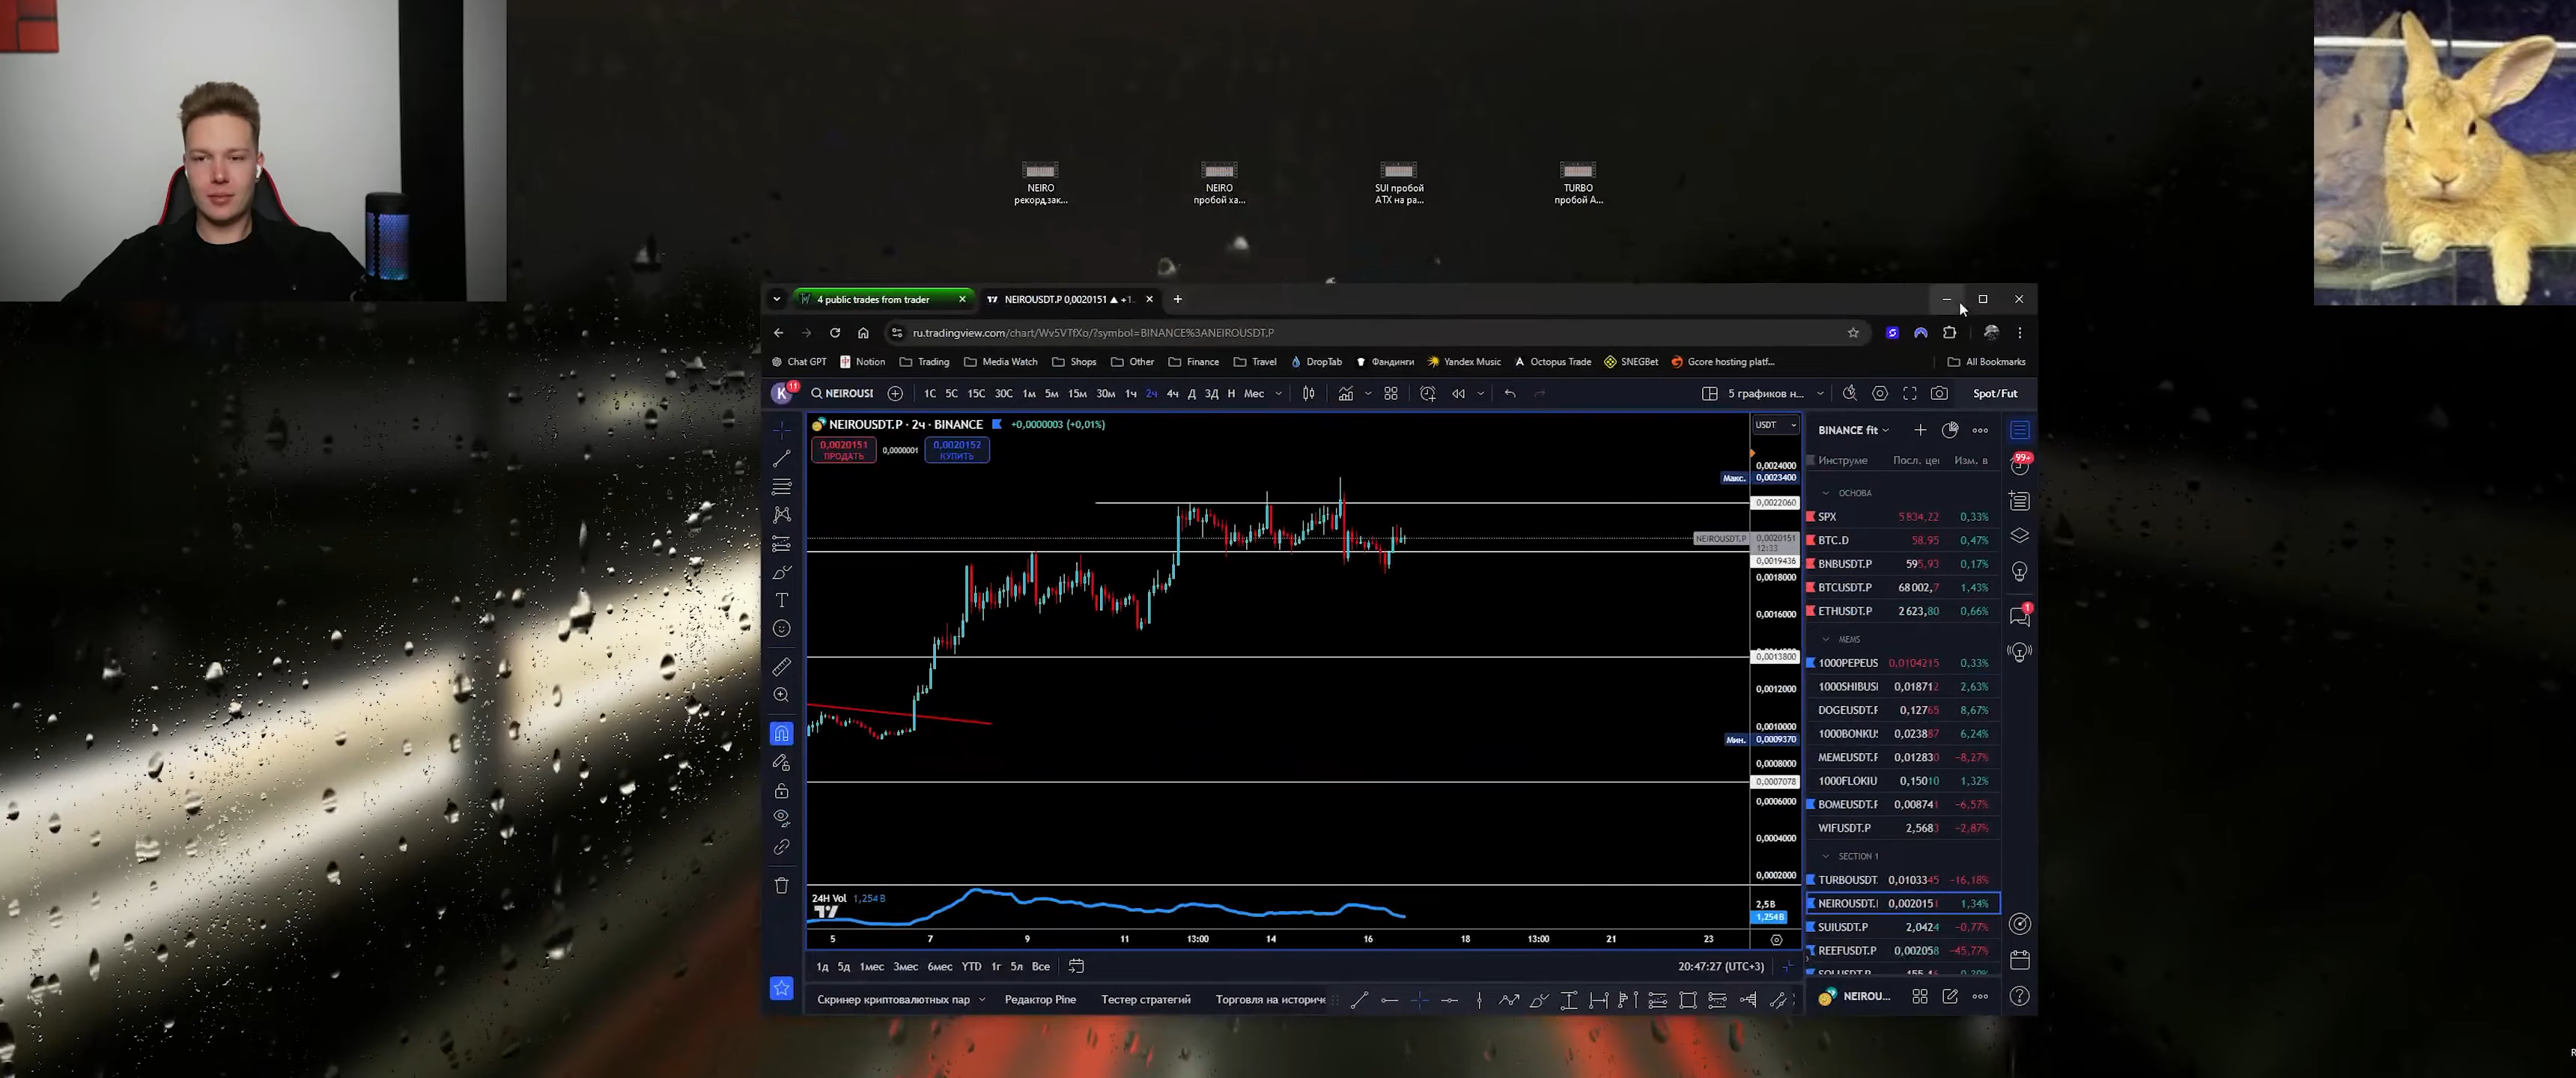 NEIRO
рекорд,зак...
NEIRO
пробой ха...
SUI пробой
ATX на ра...
TURBO
пробой А...
4 public trades from trader
NEIROUSDT.P 0,0020151 ▲ +1...
ru.tradingview.com/chart/Wv5VTfXo/?symbol=BINANCE%3ANEIROUSDT.P
Chat GPT Notion Trading Media Watch Shops Other Finance Travel DropTab Фандинги Yandex Music Octopus Trade SNEGBet Gcore hosting platf... All Bookmarks
K 11 NEIROUSI 1С 5С 15С 30С 1м 5м 15м 30м 1ч 2ч 4ч Д 3Д Н Мес 5 графиков н... Spot/Fut
NEIROUSDT.P · 2ч · BINANCE +0,0000003 (+0,01%)
0,0020151
ПРОДАТЬ
0,0000001
0,0020152
КУПИТЬ
USDT
0,0024000
Макс. 0,0023400
0,0022060
NEIROUSDT.P 0,0020151
12:33
0,0019436
0,0018000
0,0016000
0,0013800
0,0012000
0,0010000
Мин. 0,0009370
0,0008000
0,0007078
0,0006000
0,0004000
0,0002000
24H Vol 1,254 B
2,5B
1,254B
5 7 9 11 13:00 14 16 18 13:00 21 23
1д 5д 1мес 3мес 6мес YTD 1г 5л Все
20:47:27 (UTC+3)
Скринер криптовалютных пар Редактор Pine Тестер стратегий Торговля на историче
BINANCE fit
Инструме Посл. це Изм. в
ОСНОВА
SPX 5 834,22 0,33%
BTC.D 58,95 0,47%
BNBUSDT.P 595,93 0,17%
BTCUSDT.P 68 002,7 1,43%
ETHUSDT.P 2 623,80 0,66%
MEMS
1000PEPEUS 0,0104215 0,33%
1000SHIBUSI 0,018712 2,63%
DOGEUSDT.F 0,12765 8,67%
1000BONKU 0,023887 6,24%
MEMEUSDT.F 0,012830 −8,27%
1000FLOKIU 0,15010 1,32%
BOMEUSDT.F 0,008741 −6,57%
WIFUSDT.P 2,5683 −2,87%
SECTION 1
TURBOUSDT. 0,0103345 −16,18%
NEIROUSDT.I 0,0020151 1,34%
SUIUSDT.P 2,0424 −0,77%
REEFUSDT.P 0,002058 −45,77%
NEIROU...
99+
1